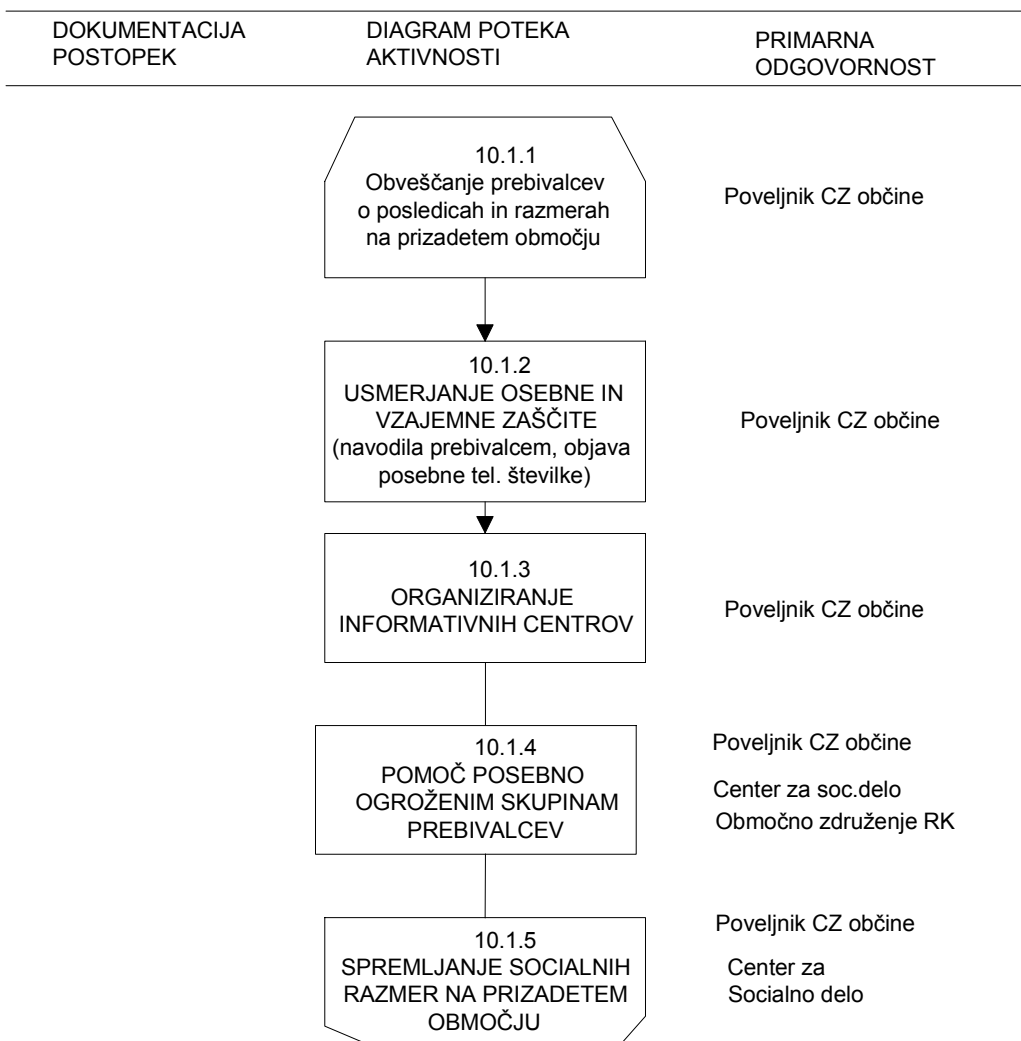 DOKUMENTACIJA
POSTOPEK
DIAGRAM POTEKA
AKTIVNOSTI
PRIMARNA
ODGOVORNOST
10.1.1
Obveščanje prebivalcev
o posledicah in razmerah
na prizadetem območju
Poveljnik CZ občine
10.1.2
USMERJANJE OSEBNE IN
VZAJEMNE ZAŠČITE
(navodila prebivalcem, objava
posebne tel. številke)
Poveljnik CZ občine
10.1.3
ORGANIZIRANJE
INFORMATIVNIH CENTROV
Poveljnik CZ občine
10.1.4
POMOČ POSEBNO
OGROŽENIM SKUPINAM
PREBIVALCEV
Poveljnik CZ občine
Center za soc.delo
Območno združenje RK
10.1.5
SPREMLJANJE SOCIALNIH
RAZMER NA PRIZADETEM
OBMOČJU
Poveljnik CZ občine
Center za
Socialno delo